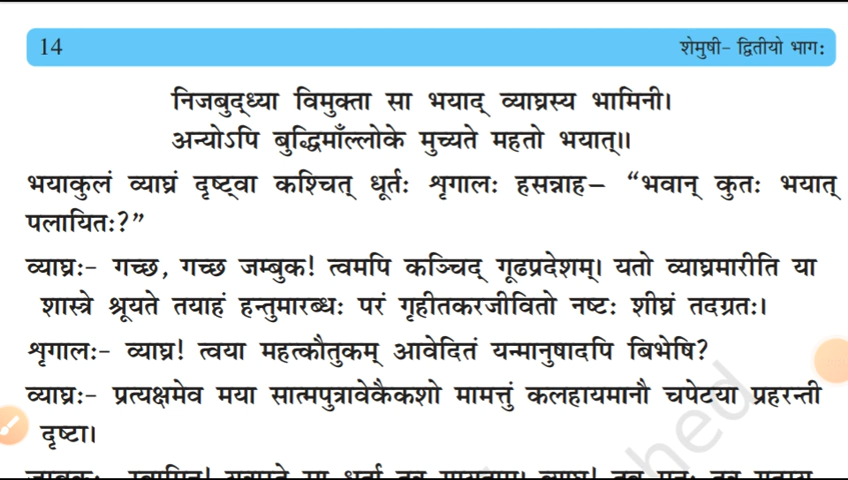 14
शेमुषी- द्वितीयो भागः
निजबुद्ध्या विमुक्ता सा भयाद् व्याघ्रस्य भामिनी।
अन्योऽपि बुद्धिमाँल्लोके मुच्यते महतो भयात्॥
भयाकुलं व्याघ्रं दृष्ट्वा कश्चित् धूर्तः शृगालः हसन्नाह– “भवान् कुतः भयात्
पलायितः?”
व्याघ्रः- गच्छ, गच्छ जम्बुक! त्वमपि कञ्चिद् गूढप्रदेशम्। यतो व्याघ्रमारीति या
शास्त्रे श्रूयते तयाहं हन्तुमारब्धः परं गृहीतकरजीवितो नष्टः शीघ्रं तदग्रतः।
शृगालः- व्याघ्र! त्वया महत्कौतुकम् आवेदितं यन्मानुषादपि बिभेषि?
व्याघ्रः- प्रत्यक्षमेव मया सात्मपुत्रावेकैकशो मामत्तुं कलहायमानौ चपेटया प्रहरन्ती
दृष्टा।